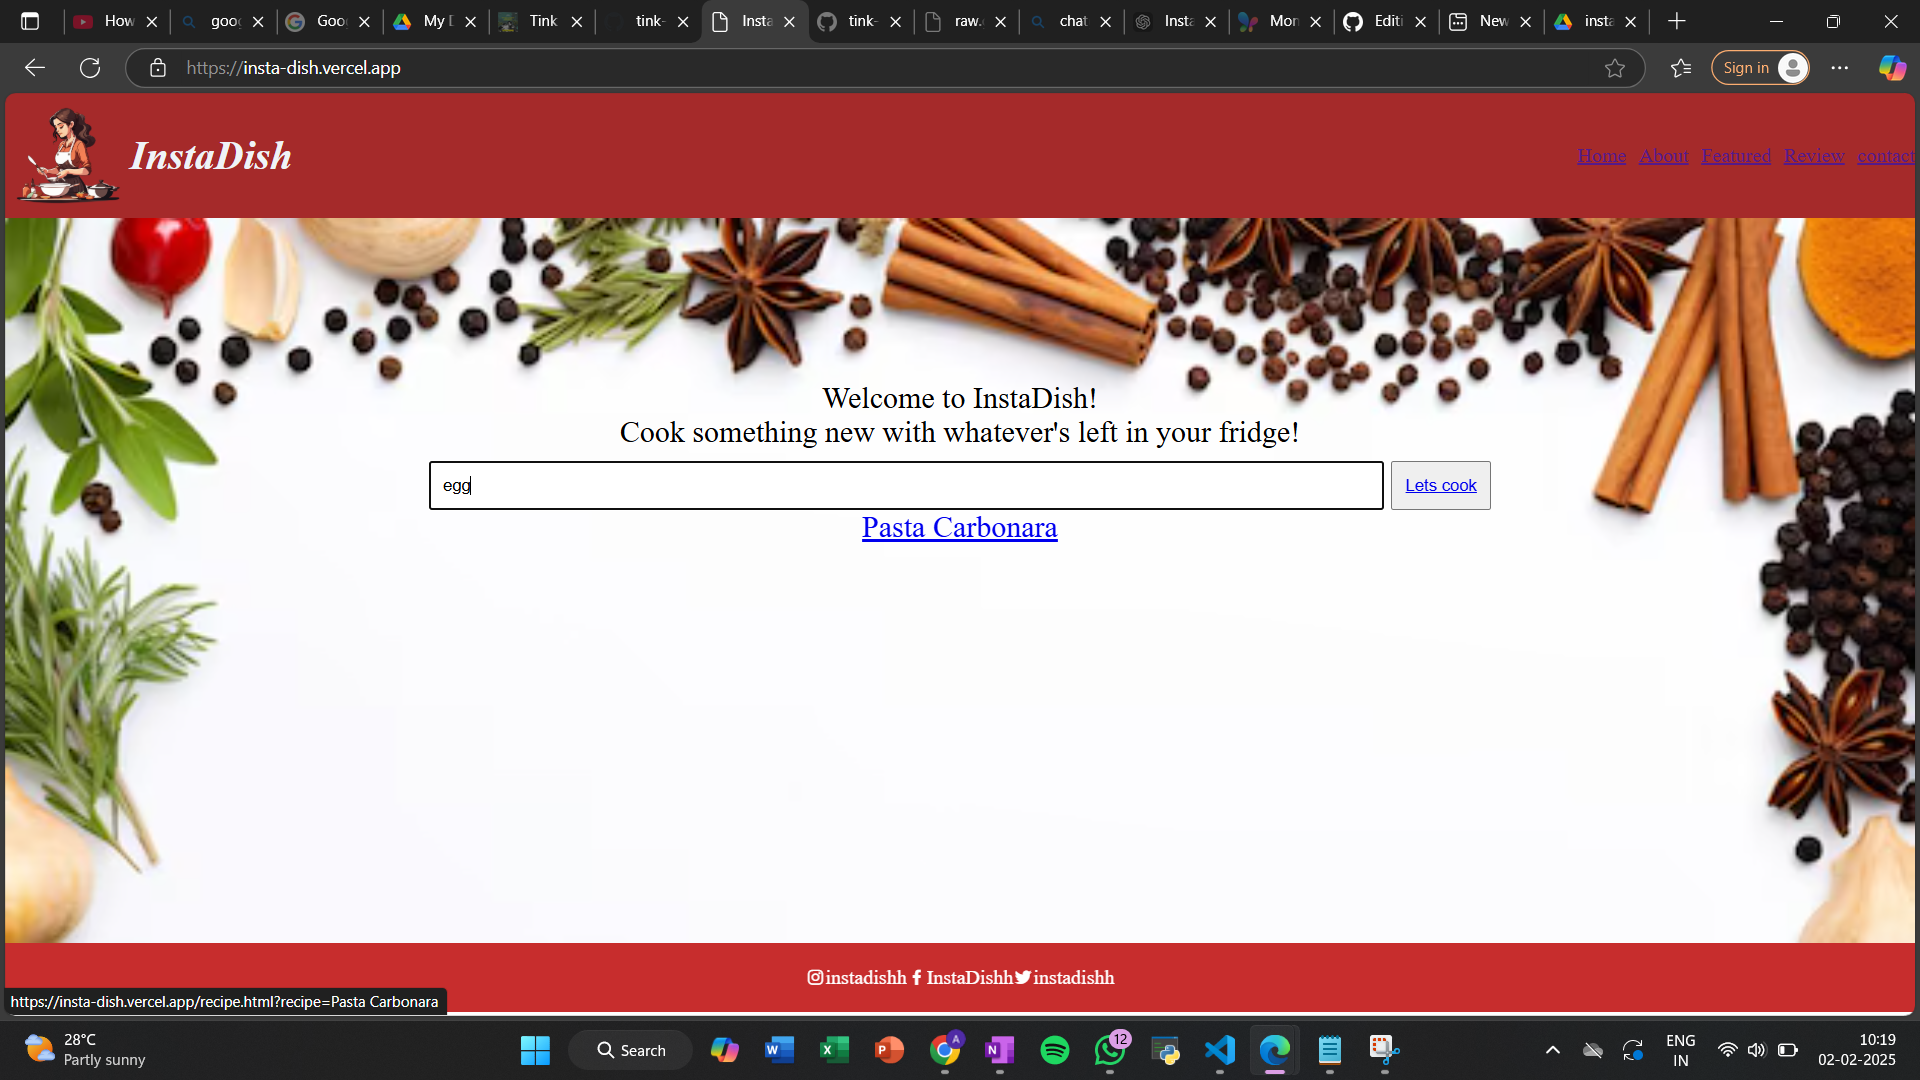 How
goo
Goo
My D
Tink
tink-
Insta
tink-
raw.
chat
Insta
Mon
Editi
New
insta
https://insta-dish.vercel.app
Sign in
InstaDish
Home About Featured Review contact
Welcome to InstaDish!
Cook something new with whatever's left in your fridge!
egg
Lets cook
Pasta Carbonara
instadishh InstaDishh instadishh
https://insta-dish.vercel.app/recipe.html?recipe=Pasta Carbonara
28°C
Partly sunny
Search
A
12
ENG
IN
10:19
02-02-2025